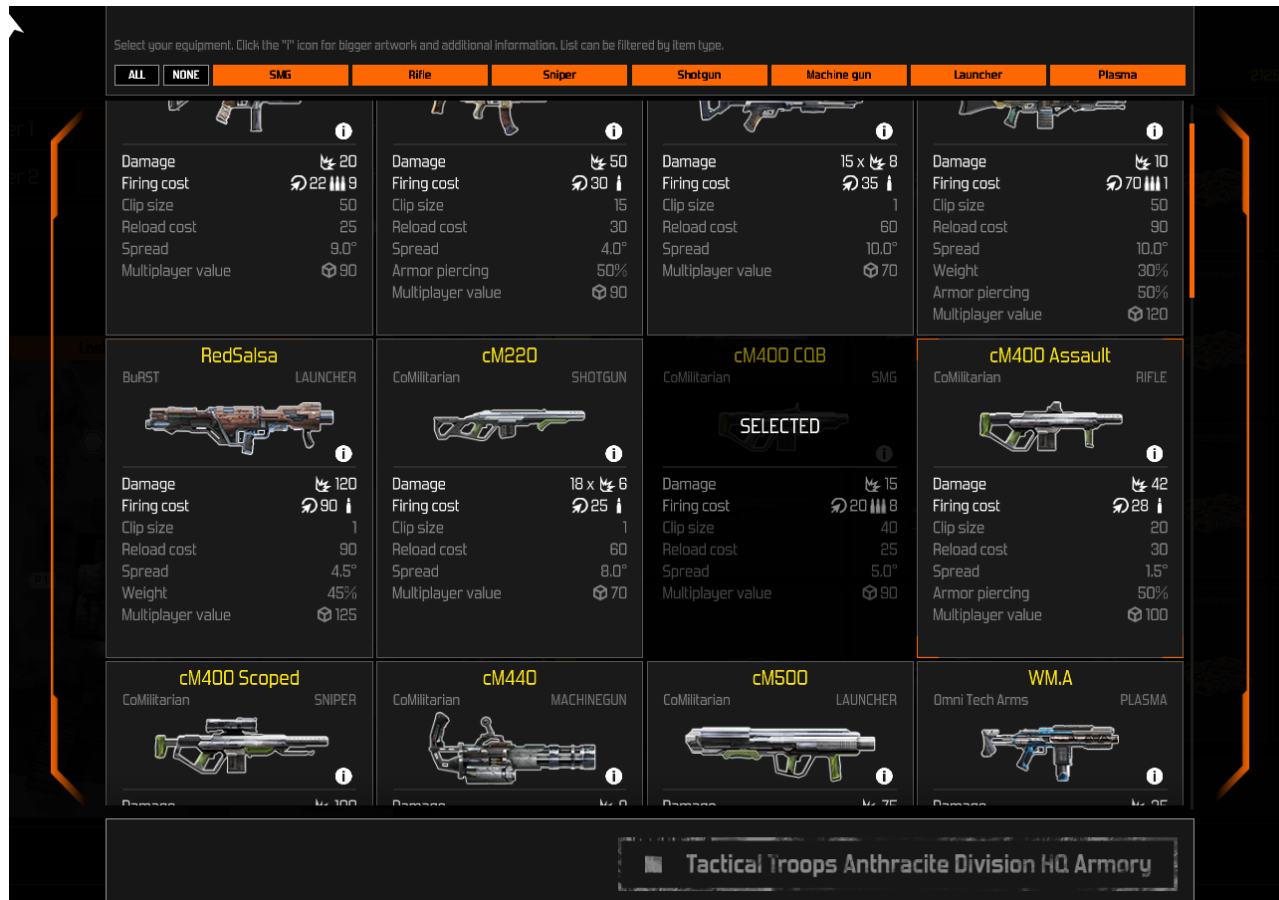 Select your equipment. Click the "i" icon for bigger artwork and additional information. List can be filtered by item type.
ALL NONE SMG Rifle Sniper Shotgun Machine gun Launcher Plasma
i i i i
Damage 20 Damage 50 Damage 15 x 8 Damage 10
Firing cost 22 9 Firing cost 30 Firing cost 35 Firing cost 70 1
Clip size 50 Clip size 15 Clip size 1 Clip size 50
Reload cost 25 Reload cost 30 Reload cost 60 Reload cost 90
Spread 9.0° Spread 4.0° Spread 10.0° Spread 10.0°
Multiplayer value 90 Armor piercing 50% Multiplayer value 70 Weight 30%
Multiplayer value 90 Armor piercing 50%
Multiplayer value 120
RedSalsa cM220 cM400 CQB cM400 Assault
BuRST LAUNCHER CoMilitarian SHOTGUN CoMilitarian SMG CoMilitarian RIFLE
SELECTED
i i i i
Damage 120 Damage 18 x 6 Damage 15 Damage 42
Firing cost 90 Firing cost 25 Firing cost 20 8 Firing cost 28
Clip size 1 Clip size 1 Clip size 40 Clip size 20
Reload cost 90 Reload cost 60 Reload cost 25 Reload cost 30
Spread 4.5° Spread 8.0° Spread 5.0° Spread 1.5°
Weight 45% Multiplayer value 70 Multiplayer value 90 Armor piercing 50%
Multiplayer value 125 Multiplayer value 100
cM400 Scoped cM440 cM500 WM.A
CoMilitarian SNIPER CoMilitarian MACHINEGUN CoMilitarian LAUNCHER Omni Tech Arms PLASMA
i i i i
Tactical Troops Anthracite Division HQ Armory